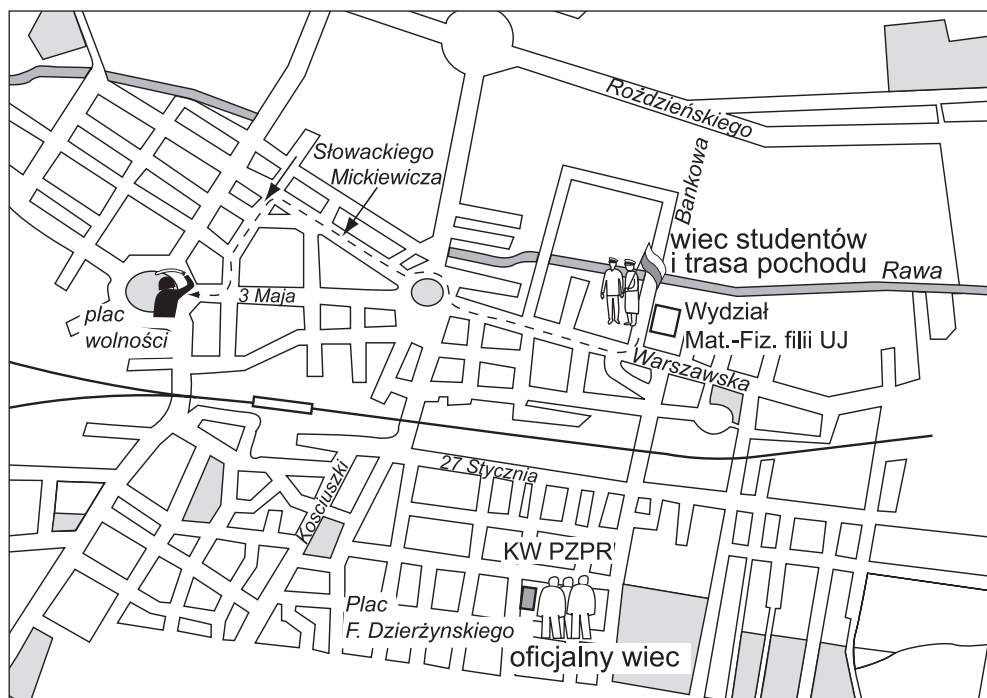 Roździeńskiego
Słowackiego
Mickiewicza
Bankowa
wiec studentów
i trasa pochodu
Rawa
3 Maja
plac
wolności
Wydział
Mat.-Fiz. filii UJ
Warszawska
27 Stycznia
Kościuszki
KW PZPR
Plac
F. Dzierżynskiego
oficjalny wiec